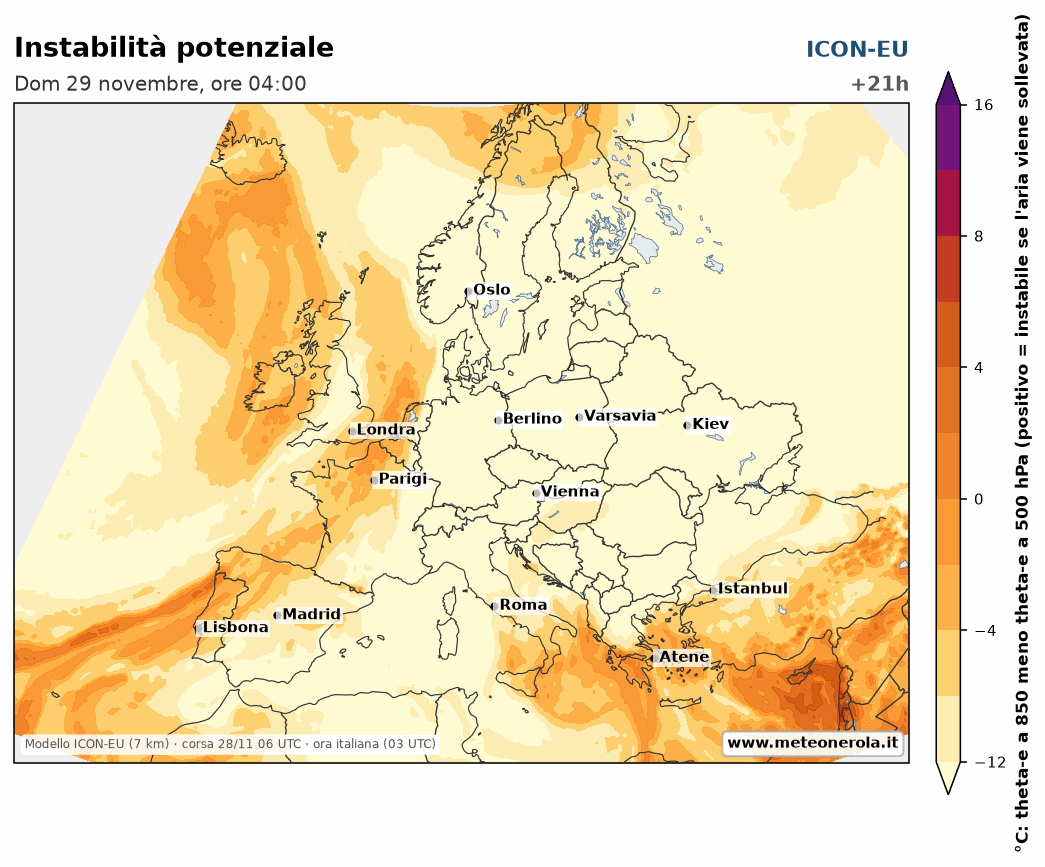 Instabilità potenziale
ICON-EU
Dom 29 novembre, ore 04:00
+21h
16
8
4
0
−4
−12
°C: theta-e a 850 meno theta-e a 500 hPa (positivo = instabile se l'aria viene sollevata)
Oslo
Berlino
Varsavia
Kiev
Londra
Parigi
Vienna
Istanbul
Roma
Madrid
Lisbona
Atene
Modello ICON-EU (7 km) · corsa 28/11 06 UTC · ora italiana (03 UTC)
www.meteonerola.it